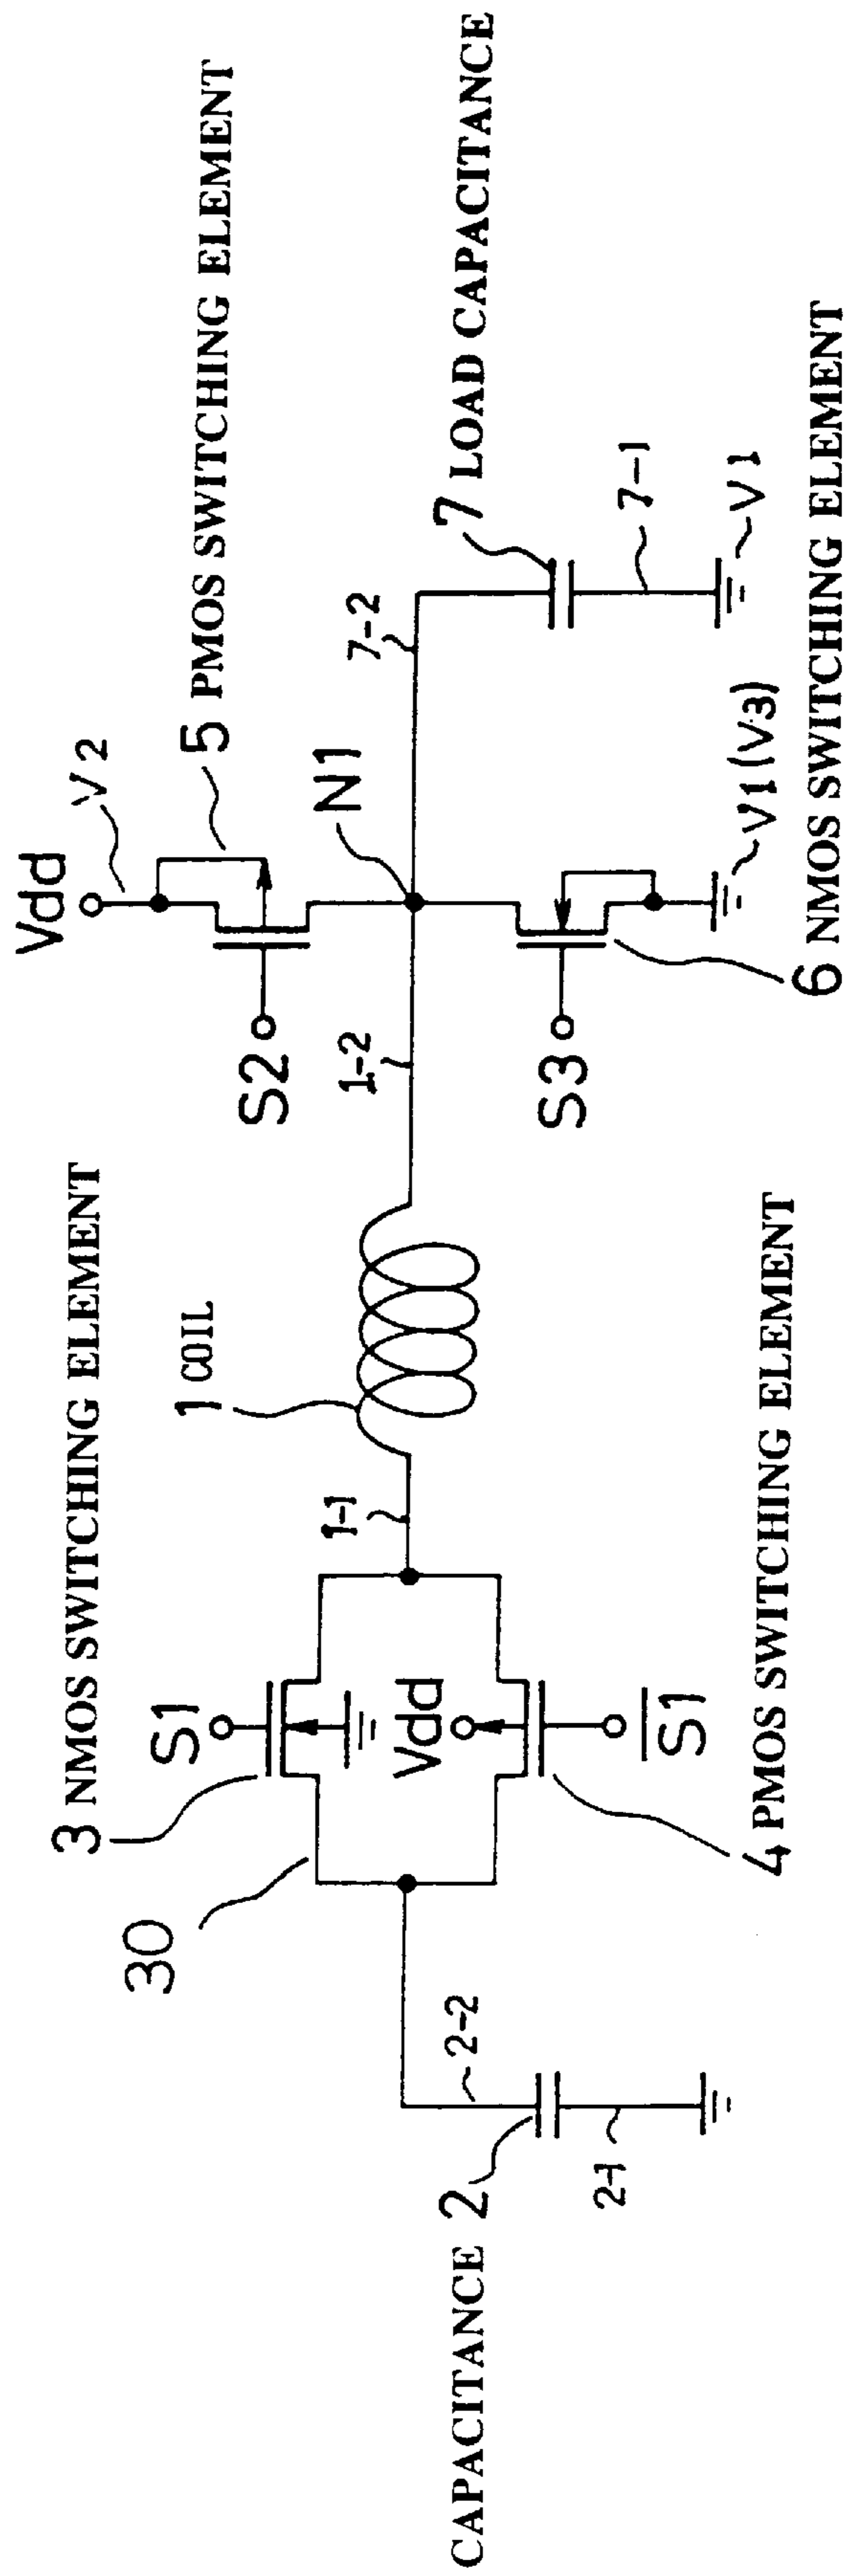 Vdd
V2
5 PMOS SWITCHING ELEMENT
3 NMOS SWITCHING ELEMENT
S1
1 COIL
S2
N1
7-2
7 LOAD CAPACITANCE
30
Vdd
1-1
1-2
2-2
CAPACITANCE 2
2-1
S1
4 PMOS SWITCHING ELEMENT
S3
7-1
V1(V3)
V1
6 NMOS SWITCHING ELEMENT